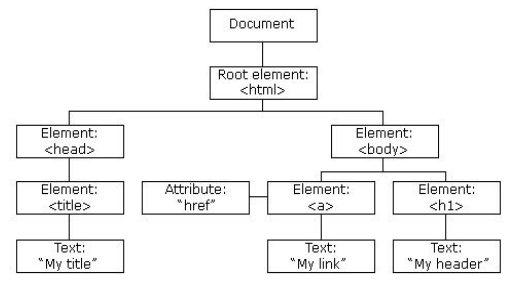 Document
Root element:
<html>
Element:
<head>
Element:
<body>
Element:
<title>
Attribute:
"href"
Element:
<a>
Element:
<h1>
Text:
"My title"
Text:
"My link"
Text:
"My header"